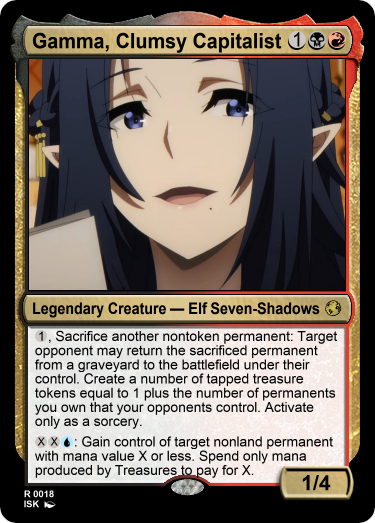 Gamma, Clumsy Capitalist 1
Legendary Creature — Elf Seven-Shadows
1, Sacrifice another nontoken permanent: Target
opponent may return the sacrificed permanent
from a graveyard to the battlefield under their
control. Create a number of tapped treasure
tokens equal to 1 plus the number of permanents
you own that your opponents control. Activate
only as a sorcery.
X X : Gain control of target nonland permanent
with mana value X or less. Spend only mana
produced by Treasures to pay for X.
1/4
R 0018
ISK